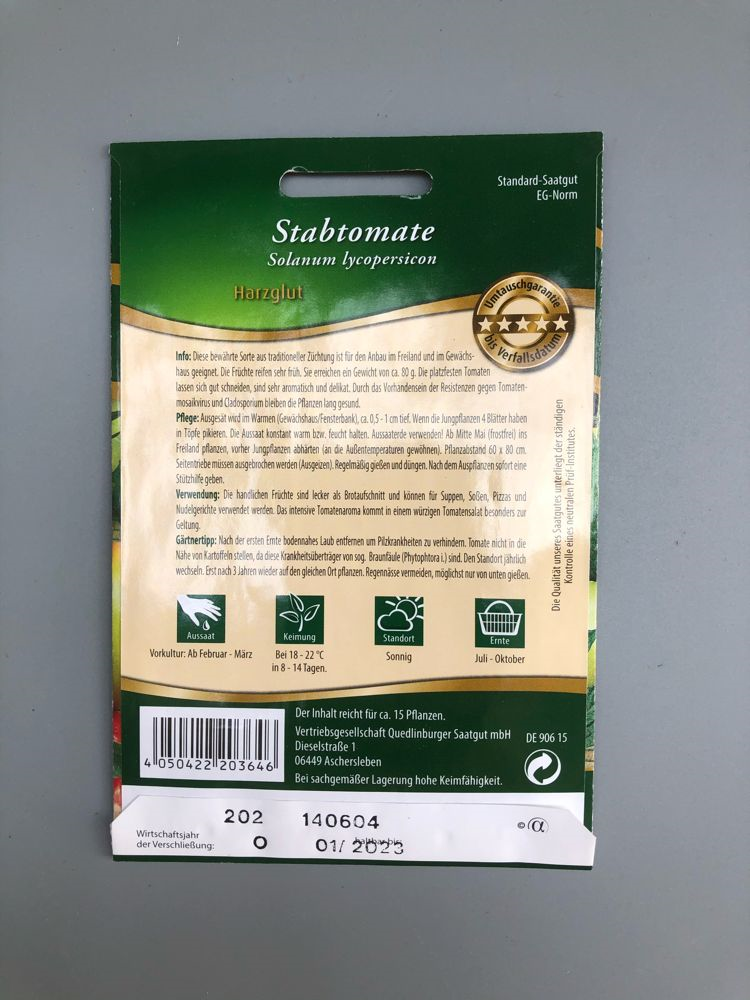 Standard-Saatgut
EG-Norm
Stabtomate
Solanum lycopersicon
Harzglut
Umtauschgarantie
bis Verfallsdatum
Info: Diese bewährte Sorte aus traditioneller Züchtung ist für den Anbau im Freiland und im Gewächs-
haus geeignet. Die Früchte reifen sehr früh. Sie erreichen ein Gewicht von ca. 80 g. Die platzfesten Tomaten
lassen sich gut schneiden, sind sehr aromatisch und delikat. Durch das Vorhandensein der Resistenzen gegen Tomaten-
mosaikvirus und Cladosporium bleiben die Pflanzen lang gesund.
Pflege: Ausgesät wird im Warmen (Gewächshaus/Fensterbank), ca. 0,5 - 1 cm tief. Wenn die Jungpflanzen 4 Blätter haben
in Töpfe pikieren. Die Aussaat konstant warm bzw. feucht halten. Aussaaterde verwenden! Ab Mitte Mai (frostfrei) ins
Freiland pflanzen, vorher Jungpflanzen abhärten (an die Außentemperaturen gewöhnen). Pflanzabstand 60 x 80 cm.
Seitentriebe müssen ausgebrochen werden (Ausgeizen). Regelmäßig gießen und düngen. Nach dem Auspflanzen sofort eine
Stützhilfe geben.
Verwendung: Die handlichen Früchte sind lecker als Brotaufschnitt und können für Suppen, Soßen, Pizzas und
Nudelgerichte verwendet werden. Das intensive Tomatenaroma kommt in einem würzigen Tomatensalat besonders zur
Geltung.
Gärtnertipp: Nach der ersten Ernte bodennahes Laub entfernen um Pilzkrankheiten zu verhindern. Tomate nicht in die
Nähe von Kartoffeln stellen, da diese Krankheitsüberträger von sog. Braunfäule (Phytophtora i.) sind. Den Standort jährlich
wechseln. Erst nach 3 Jahren wieder auf den gleichen Ort pflanzen. Regennässe vermeiden, möglichst nur von unten gießen.
Die Qualität unseres Saatgutes unterliegt der ständigen
Kontrolle eines neutralen Prüf-Institutes.
Aussaat
Keimung
Standort
Ernte
Vorkultur: Ab Februar - März
Bei 18 - 22 °C
in 8 - 14 Tagen.
Sonnig
Juli - Oktober
Der Inhalt reicht für ca. 15 Pflanzen.
Vertriebsgesellschaft Quedlinburger Saatgut mbH
Dieselstraße 1
06449 Aschersleben
Bei sachgemäßer Lagerung hohe Keimfähigkeit.
DE 906 15
4 050422 203646
202 140604
© α
Wirtschaftsjahr
der Verschließung:
0 01/ 2023
haltbar bis